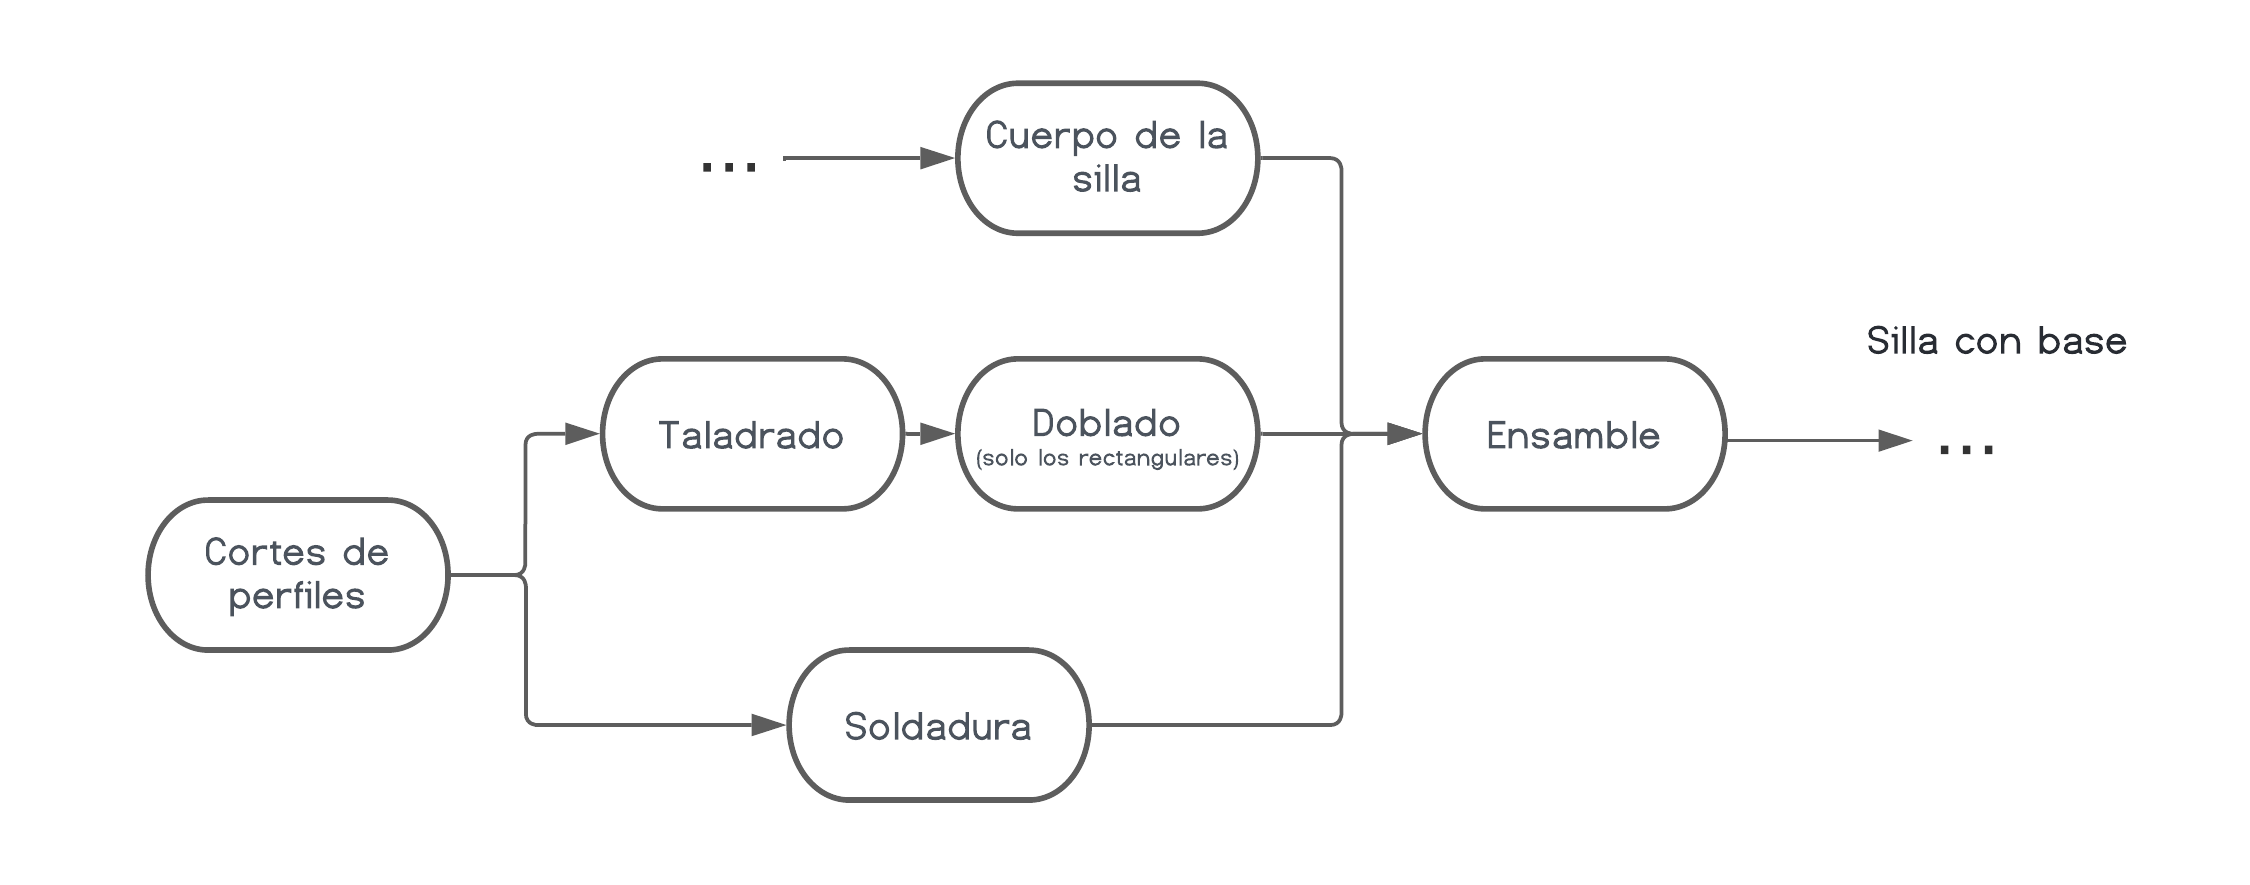 Cuerpo de la
silla
...
Silla con base
Taladrado
Doblado
(solo los rectangulares)
Ensamble
...
Cortes de
perfiles
Soldadura